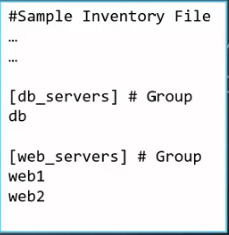 #Sample Inventory File
…
…
[db_servers] # Group
db
[web_servers] # Group
web1
web2